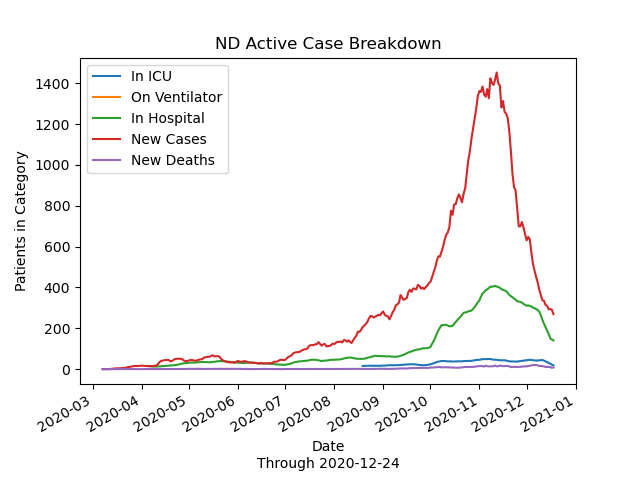 ND Active Case Breakdown
In ICU
On Ventilator
In Hospital
New Cases
New Deaths
Patients in Category
1400
1200
1000
800
600
400
200
0
2020-03
2020-04
2020-05
2020-06
2020-07
2020-08
2020-09
2020-10
2020-11
2020-12
2021-01
Date
Through 2020-12-24